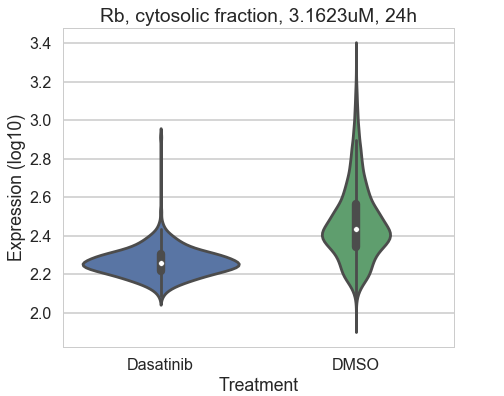 Rb, cytosolic fraction, 3.1623uM, 24h
3.4
3.2
3.0
2.8
2.6
2.4
2.2
2.0
Expression (log10)
Dasatinib DMSO
Treatment